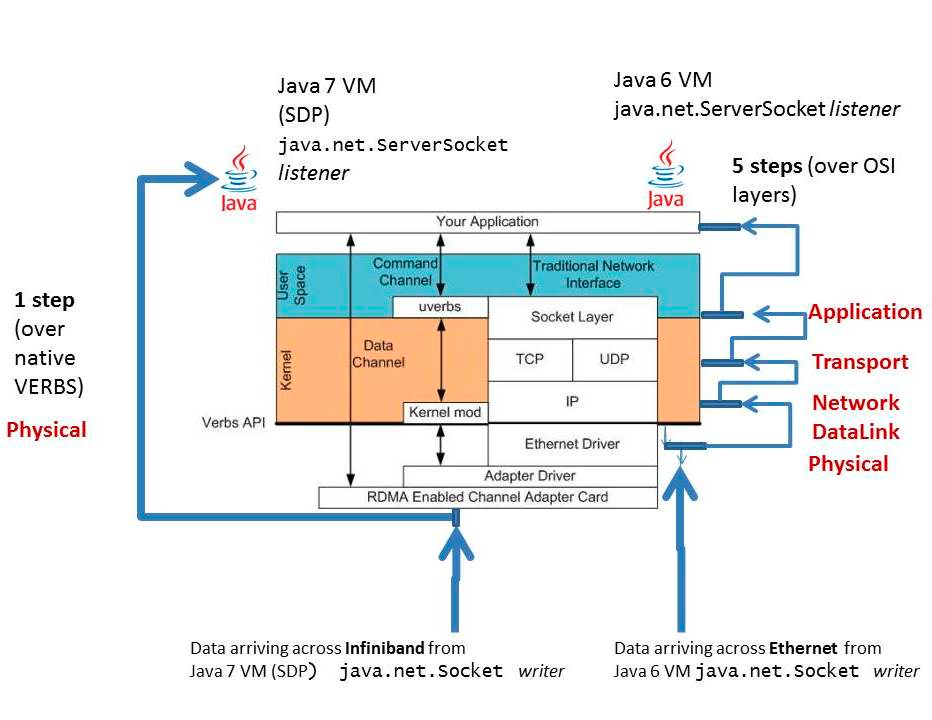 Java 7 VM
(SDP)
java.net.ServerSocket
listener
Java 6 VM
java.net.ServerSocket listener
Java
Java
5 steps (over OSI
layers)
Your Application
User
Space
Command
Channel
Traditional Network
Interface
uverbs
Socket Layer
Application
1 step
(over
native
VERBS)
Physical
Kernel
Data
Channel
TCP
UDP
Transport
IP
Kernel mod
Network
Verbs API
DataLink
Ethernet Driver
Physical
Adapter Driver
RDMA Enabled Channel Adapter Card
Data arriving across Infiniband from
Java 7 VM (SDP) java.net.Socket writer
Data arriving across Ethernet from
Java 6 VM java.net.Socket writer